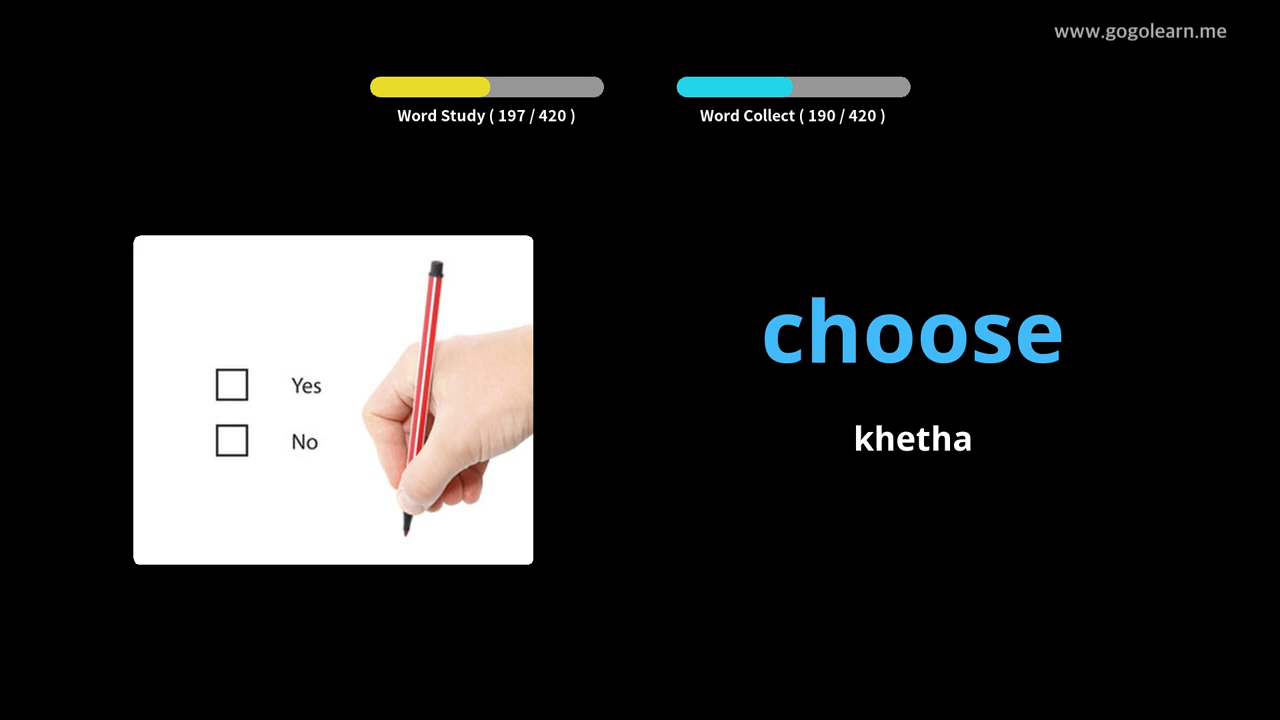 www.gogolearn.me
Word Study ( 197 / 420 )
Word Collect ( 190 / 420 )
choose
khetha
Yes
No